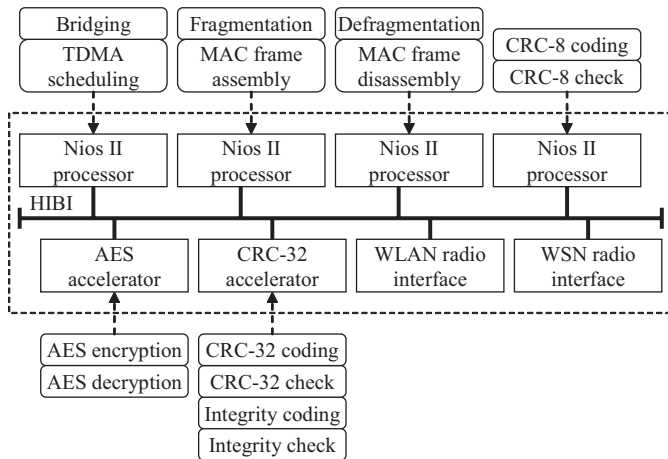 Bridging
TDMA
scheduling
Fragmentation
MAC frame
assembly
Defragmentation
MAC frame
disassembly
CRC-8 coding
CRC-8 check
Nios II
processor
Nios II
processor
Nios II
processor
Nios II
processor
HIBI
AES
accelerator
CRC-32
accelerator
WLAN radio
interface
WSN radio
interface
AES encryption
AES decryption
CRC-32 coding
CRC-32 check
Integrity coding
Integrity check